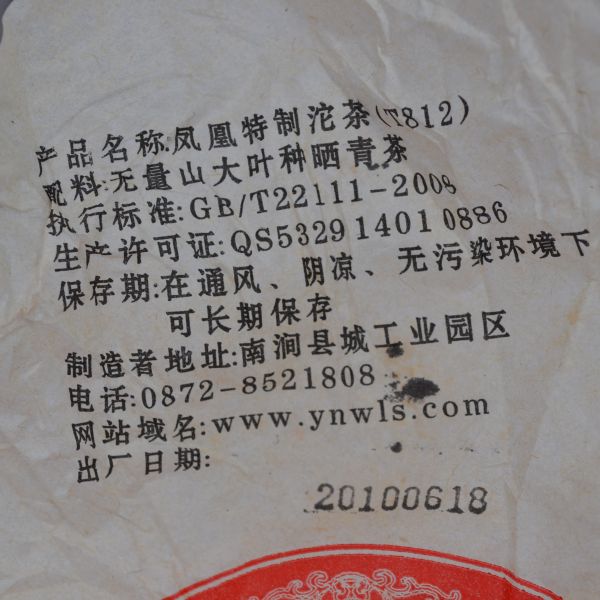 产品名称:凤凰特制沱茶(T812)
配料:无量山大叶种晒青茶
执行标准:GB/T22111-2008
生产许可证:QS5329 1401 0886
保存期:在通风、阴凉、无污染环境下
可长期保存
制造者地址:南涧县城工业园区
电话:0872-8521808
网站域名:www.ynwls.com
出厂日期:
20100618